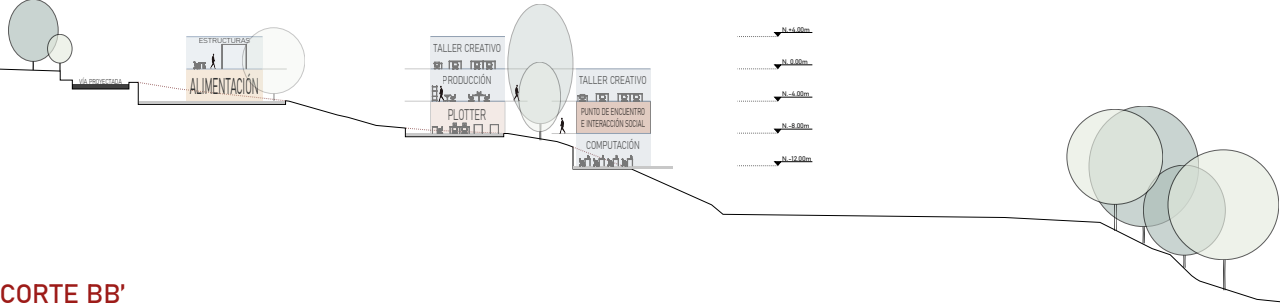 ESTRUCTURAS
ALIMENTACIÓN
VÍA PROYECTADA
TALLER CREATIVO
PRODUCCIÓN
PLOTTER
TALLER CREATIVO
PUNTO DE ENCUENTRO
E INTERACCIÓN SOCIAL
COMPUTACIÓN
N.+4.00m
N. 0.00m
N.-4.00m
N.-8.00m
N.-12.00m
CORTE BB'